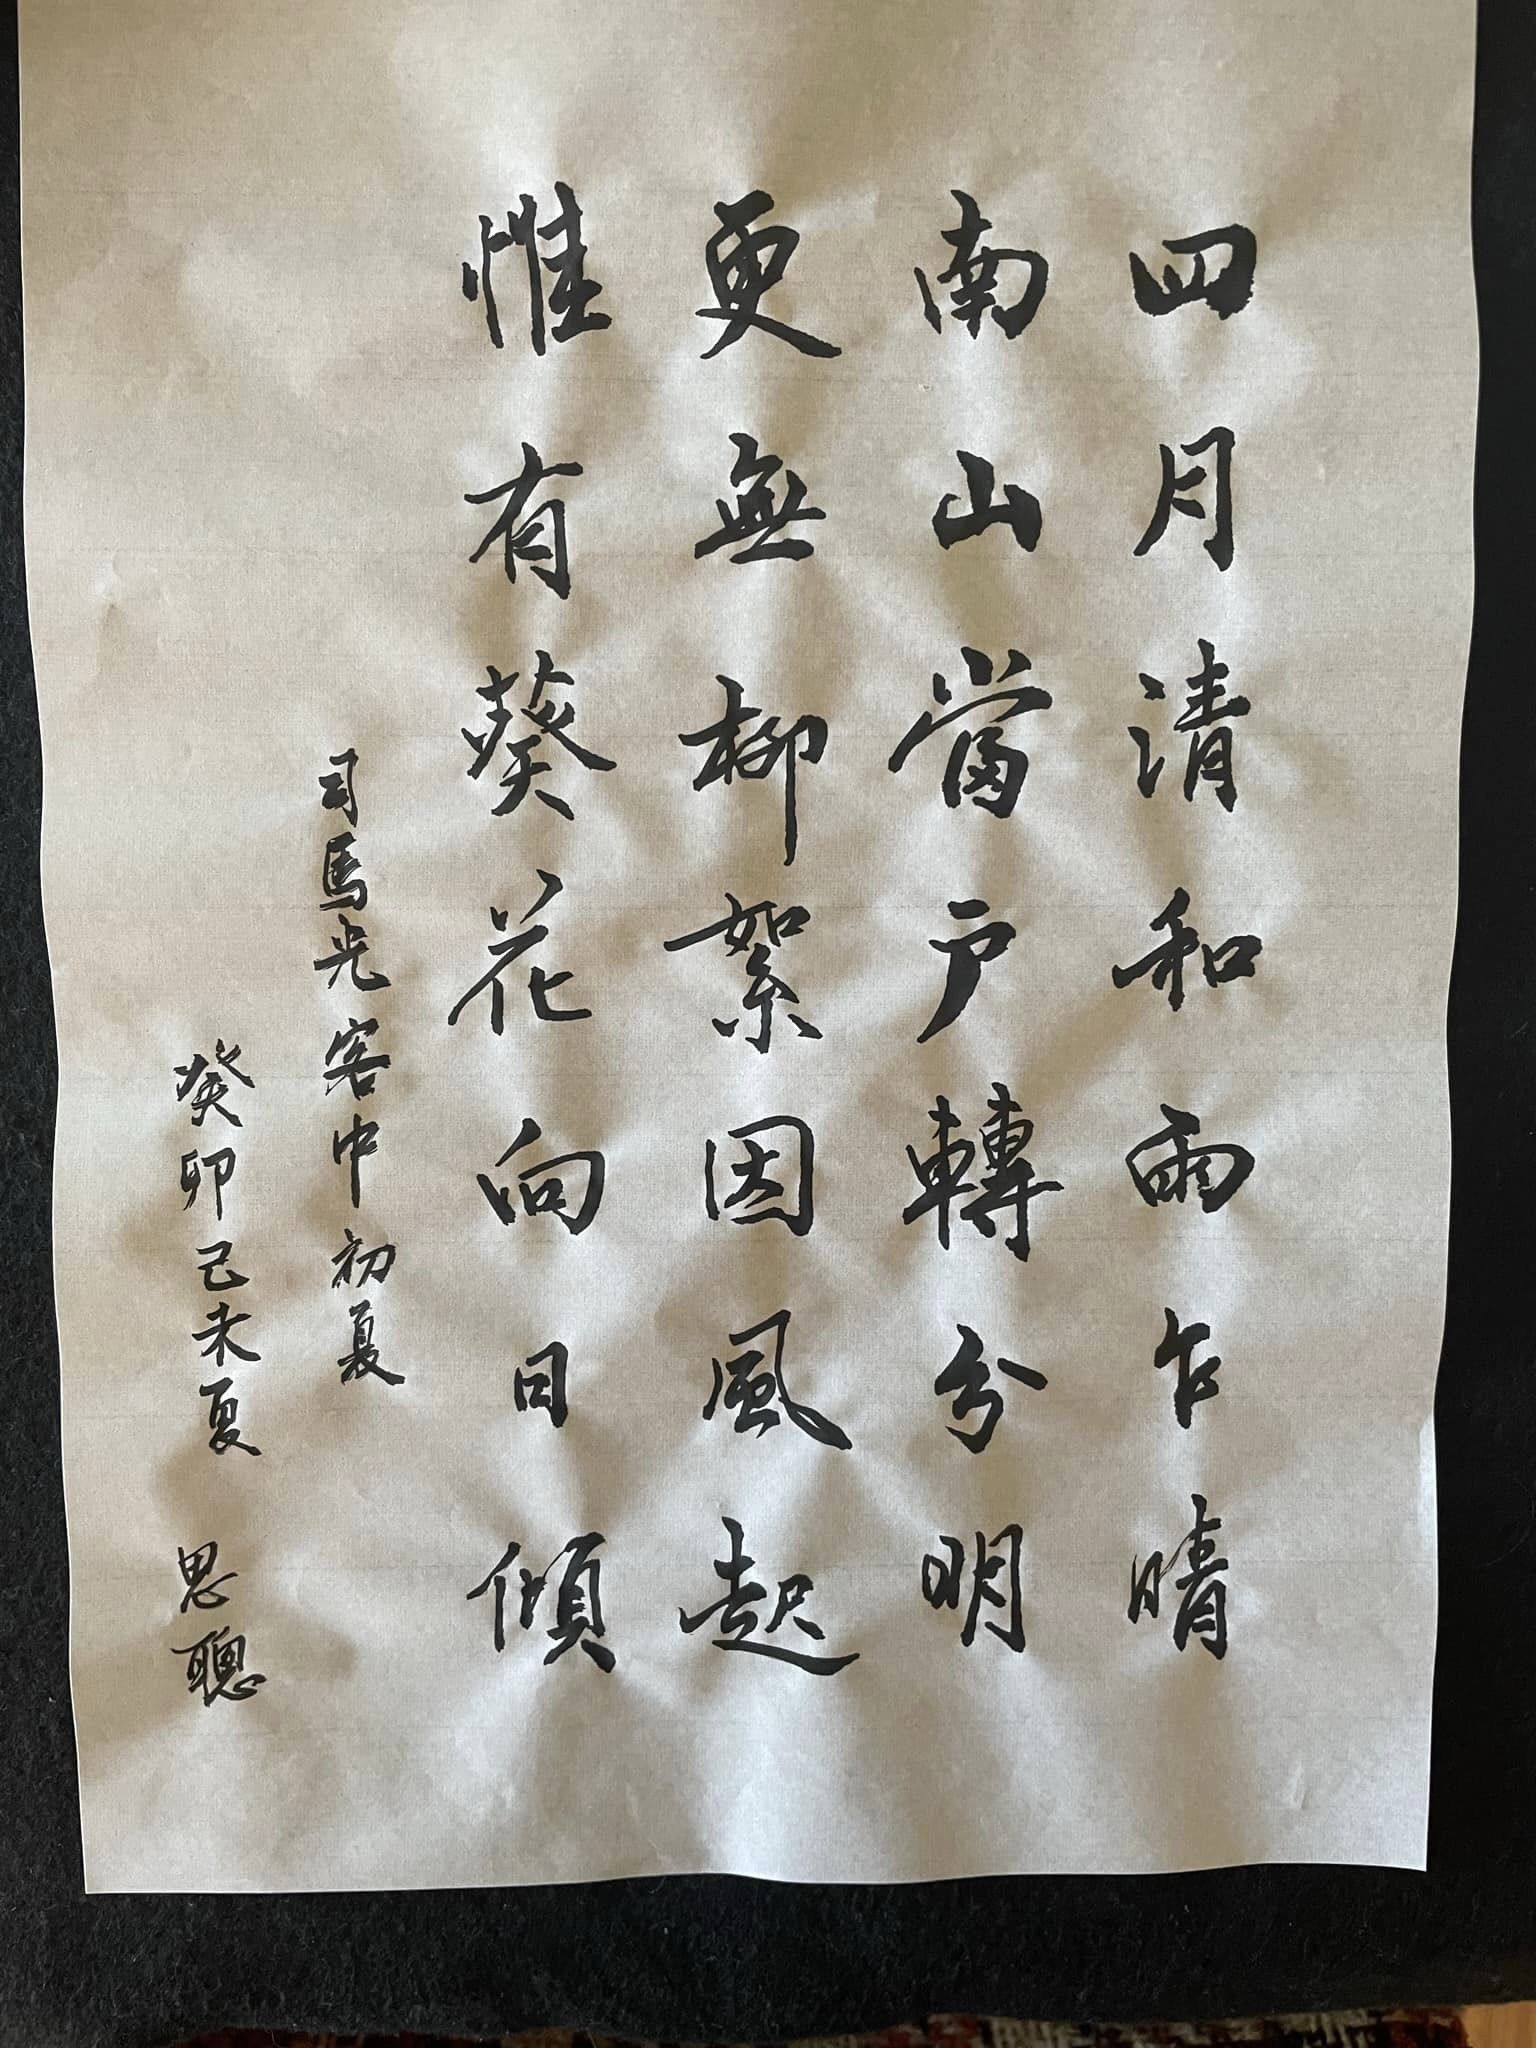 四月清和雨乍晴
南山當户轉分明
更無柳絮因風起
惟有葵花向日傾
司馬光客中初夏
癸卯己未夏 思聰